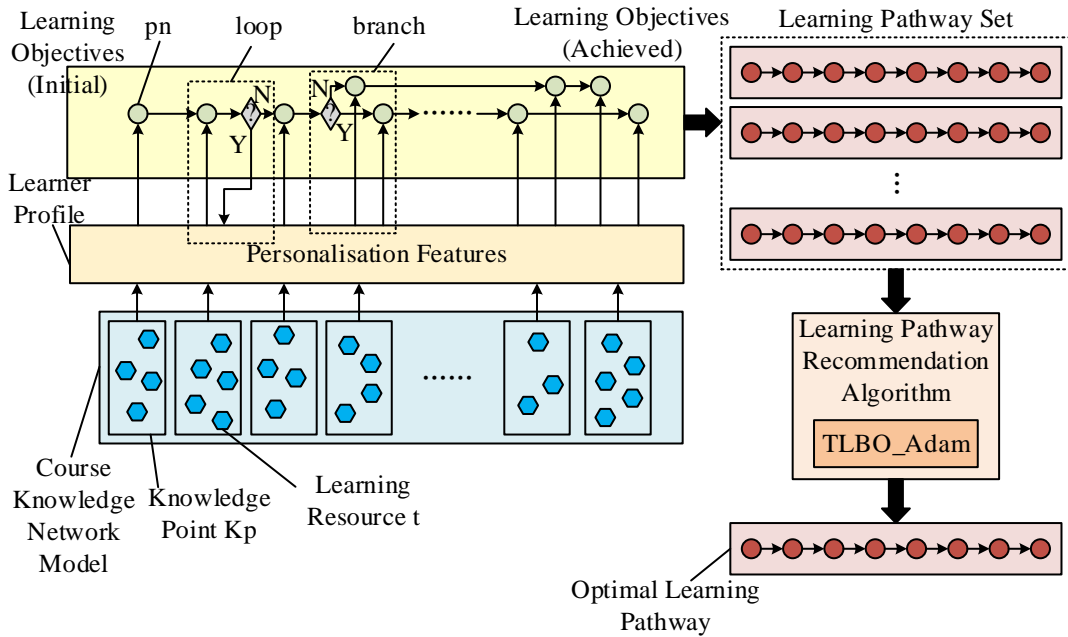 Learning
Objectives
(Initial)
pn
loop
branch
Learning Objectives
(Achieved)
Learning Pathway Set
?
N
Y
?
N
Y
.......
Learner
Profile
Personalisation Features
......
Course
Knowledge
Network
Model
Knowledge
Point Kp
Learning
Resource t
...
Learning Pathway
Recommendation
Algorithm
TLBO_Adam
Optimal Learning
Pathway